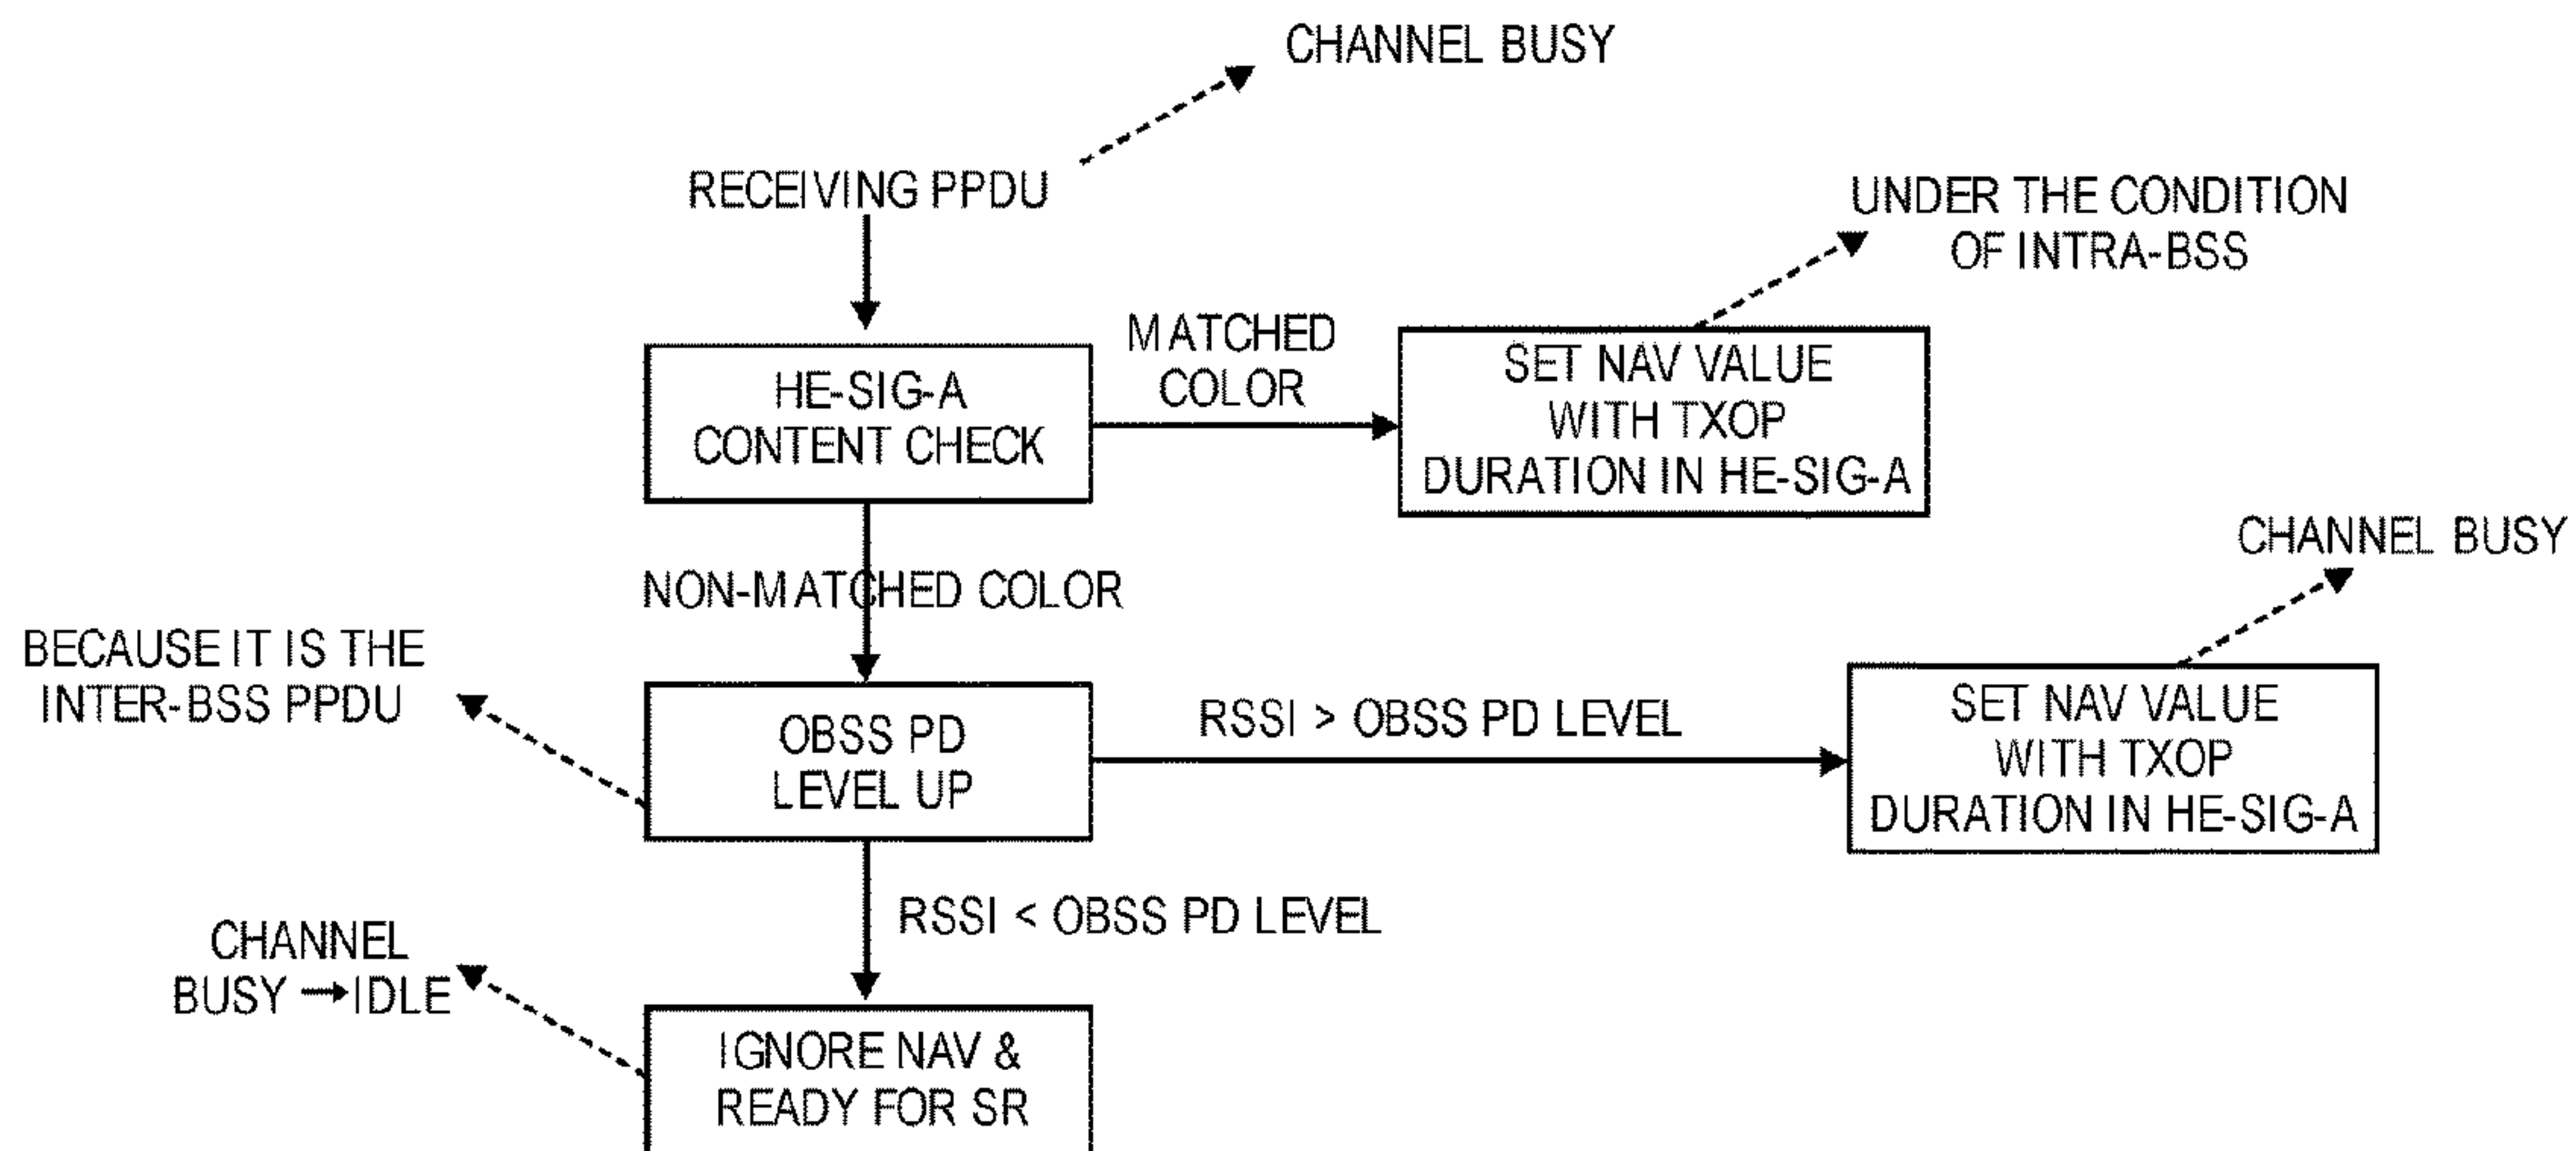 CHANNEL BUSY
RECEIVING PPDU
UNDER THE CONDITION
OF INTRA-BSS
MATCHED
COLOR
HE-SIG-A
CONTENT CHECK
SET NAV VALUE
WITH TXOP
DURATION IN HE-SIG-A
CHANNEL BUSY
NON-MATCHED COLOR
BECAUSE IT IS THE
INTER-BSS PPDU
OBSS PD
LEVEL UP
RSSI > OBSS PD LEVEL
SET NAV VALUE
WITH TXOP
DURATION IN HE-SIG-A
RSSI < OBSS PD LEVEL
CHANNEL
BUSY → IDLE
IGNORE NAV &
READY FOR SR